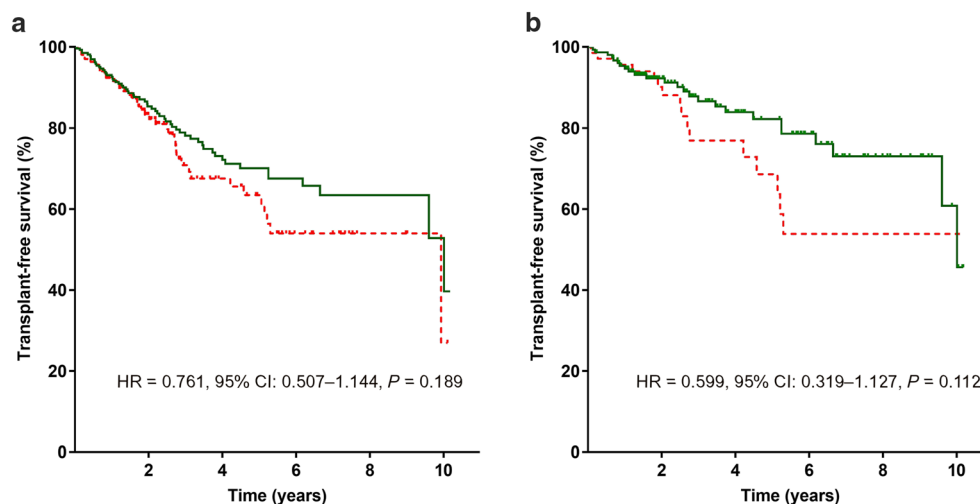 a
Transplant-free survival (%)
100
80
60
40
20
0
HR = 0.761, 95% CI: 0.507–1.144, P = 0.189
2 4 6 8 10
Time (years)
b
Transplant-free survival (%)
100
80
60
40
20
0
HR = 0.599, 95% CI: 0.319–1.127, P = 0.112
2 4 6 8 10
Time (years)